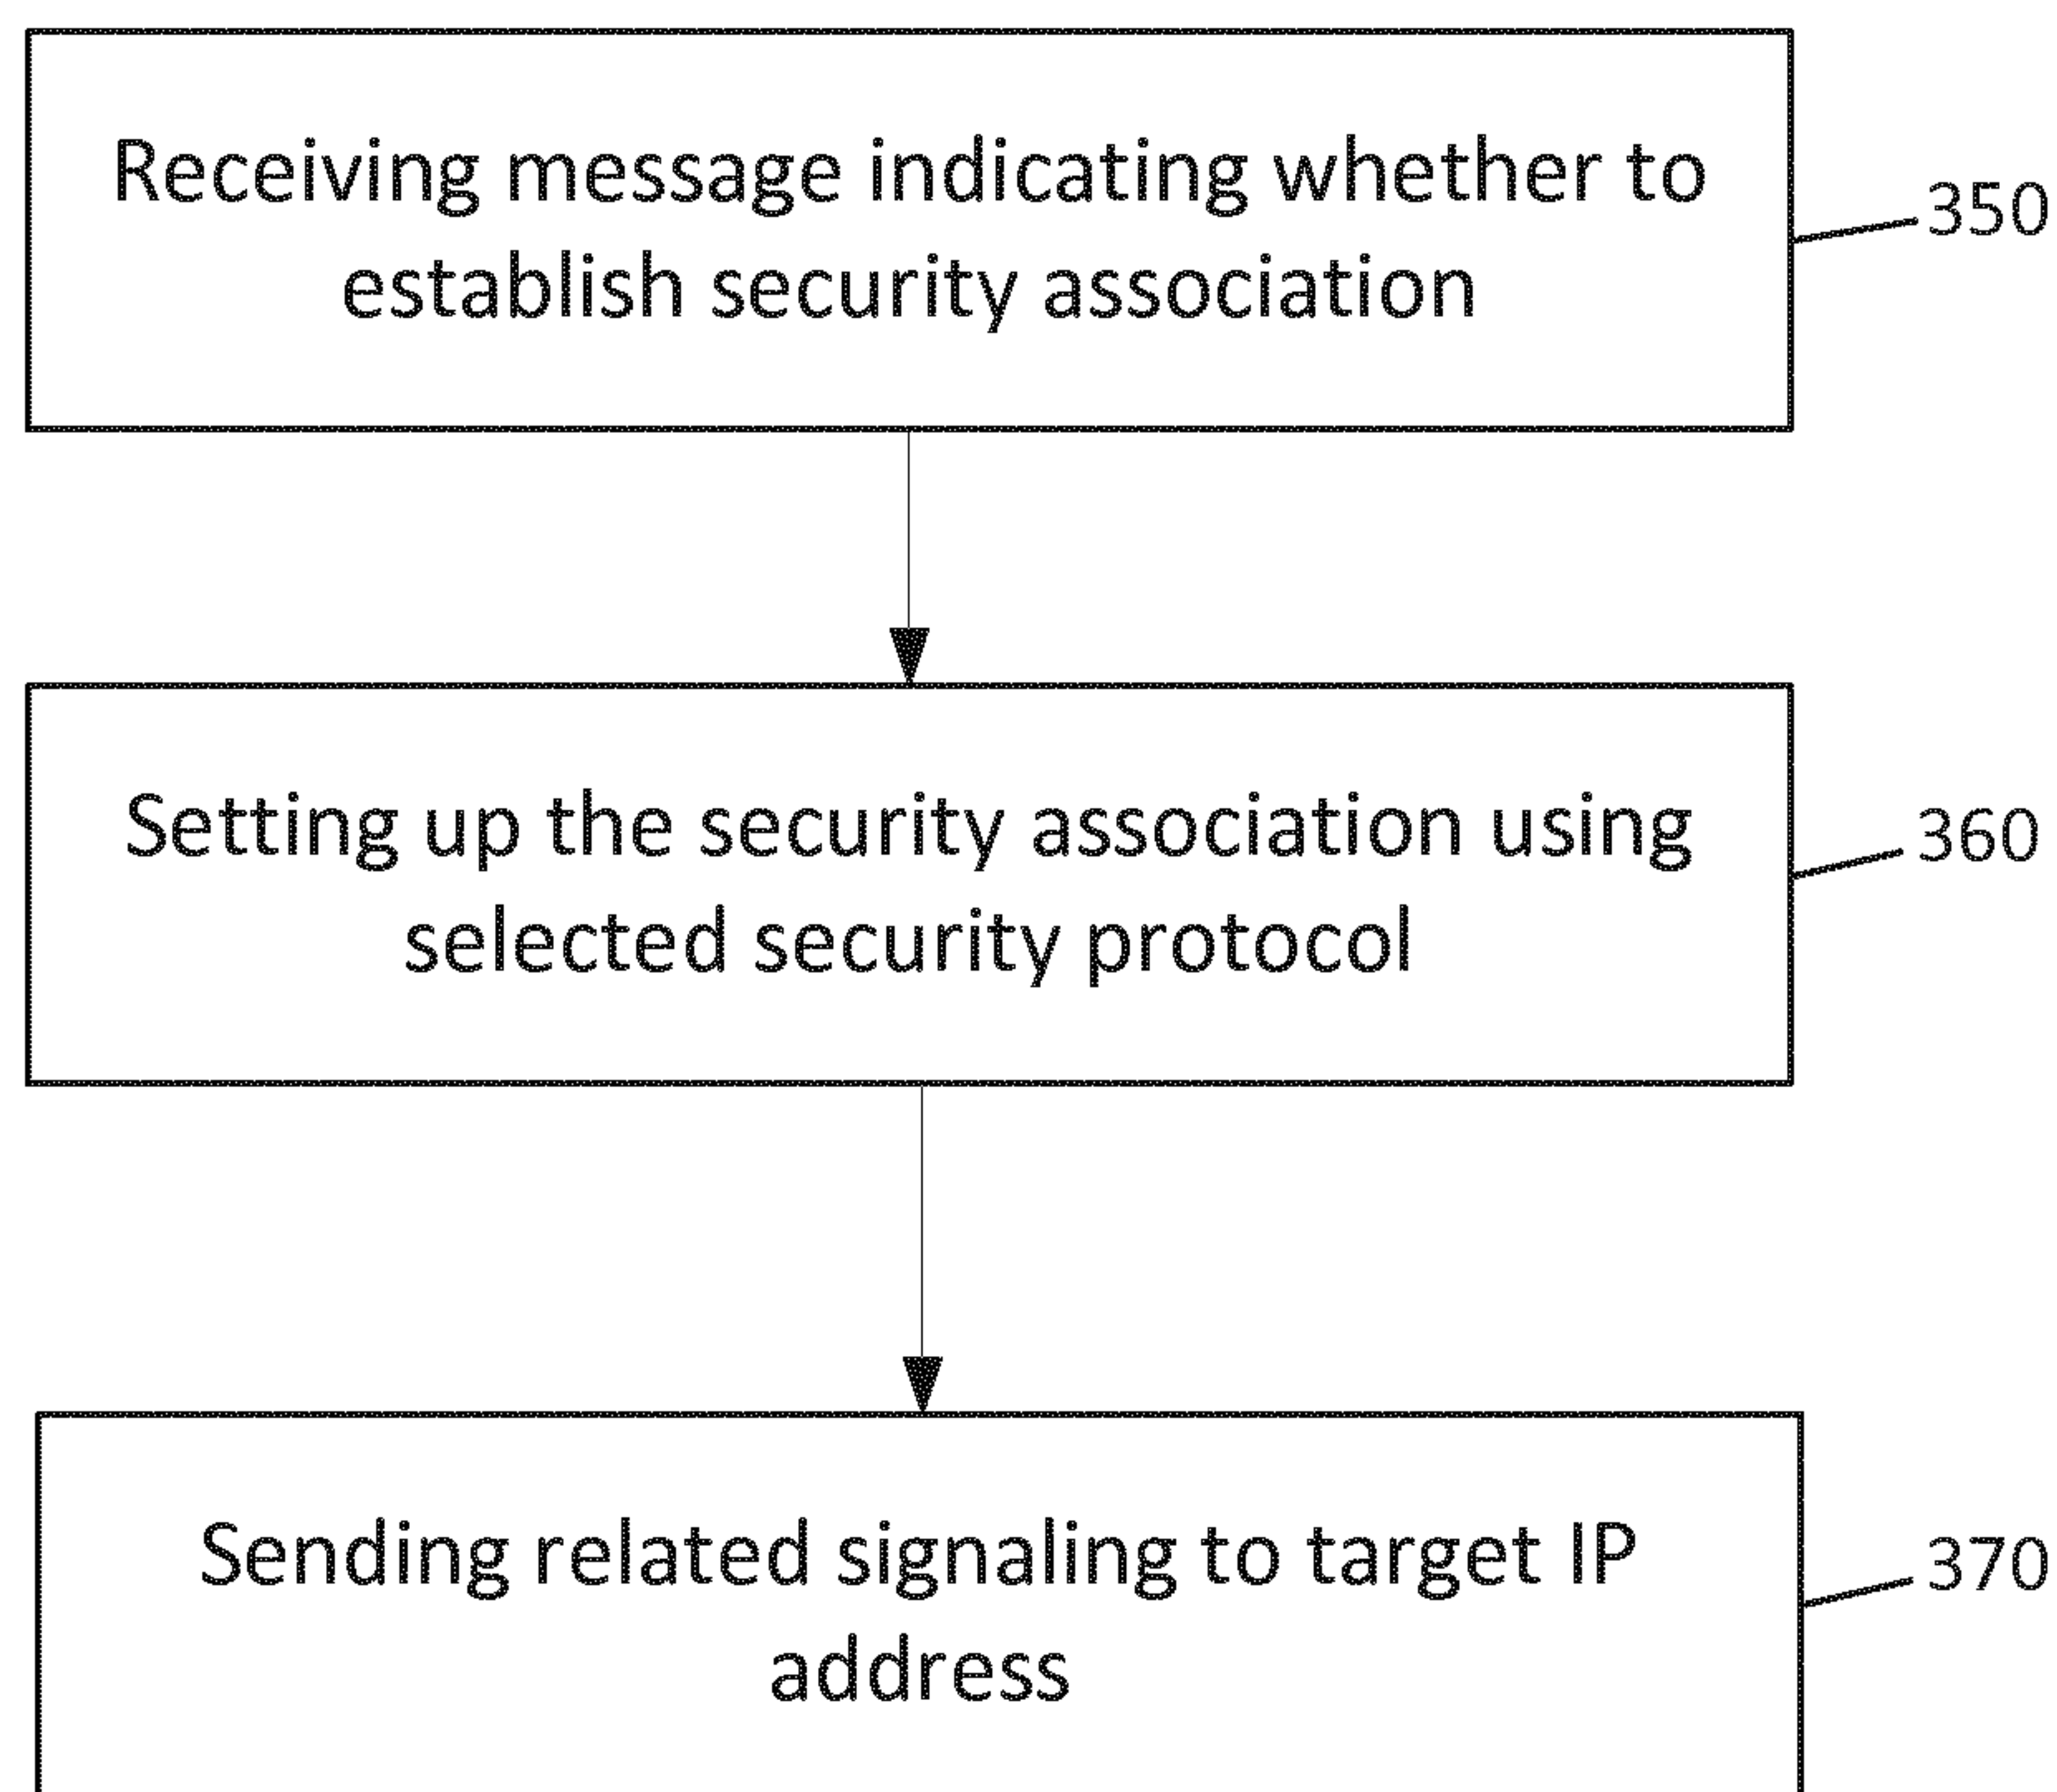 Receiving message indicating whether to
establish security association
350
Setting up the security association using
selected security protocol
360
Sending related signaling to target IP
address
370